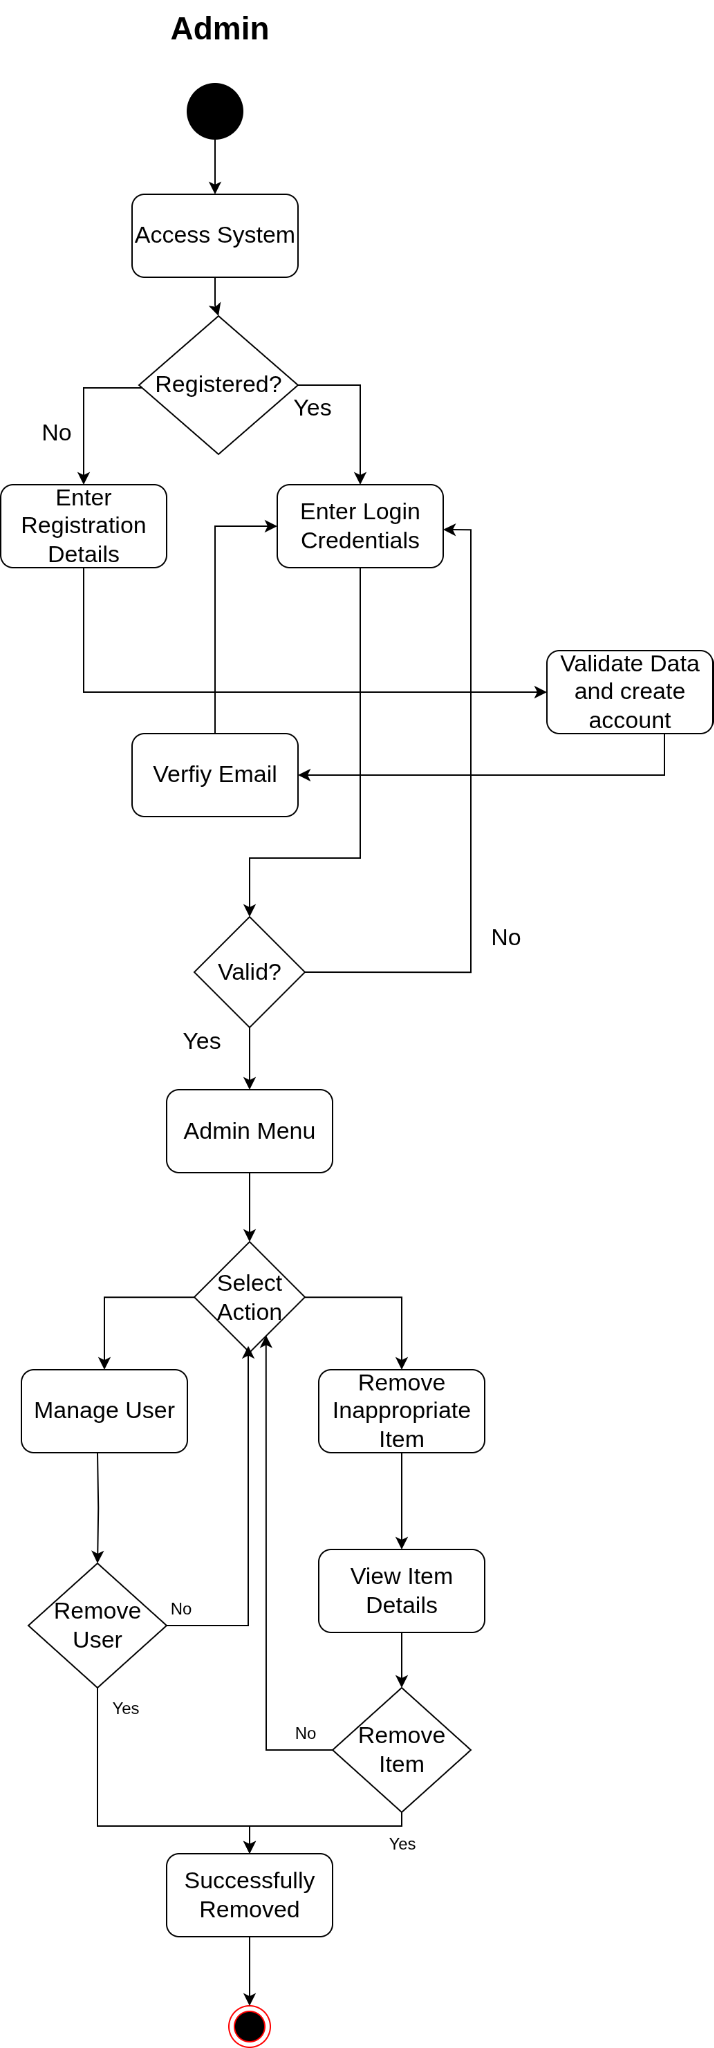 Admin
Access System
Registered?
Yes
No
Enter
Registration
Details
Enter Login
Credentials
Validate Data
and create
account
Verfiy Email
No
Valid?
Yes
Admin Menu
Select
Action
Manage User
Remove
Inappropriate
Item
View Item
Details
Remove
User
No
Yes
No
Remove
Item
Yes
Successfully
Removed